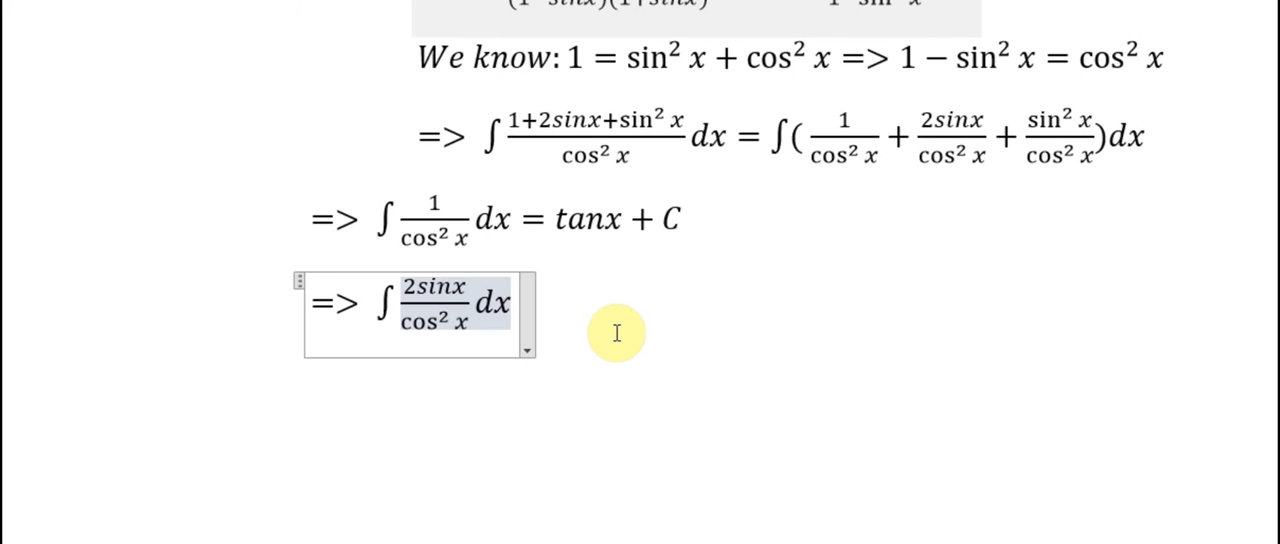 We know: 1 = sin² x + cos² x => 1 − sin² x = cos² x
=> ∫ (1+2sinx+sin² x)/(cos² x) dx = ∫(1/(cos² x) + 2sinx/(cos² x) + sin² x/(cos² x))dx
=> ∫ 1/(cos² x) dx = tanx + C
=> ∫ 2sinx/(cos² x) dx